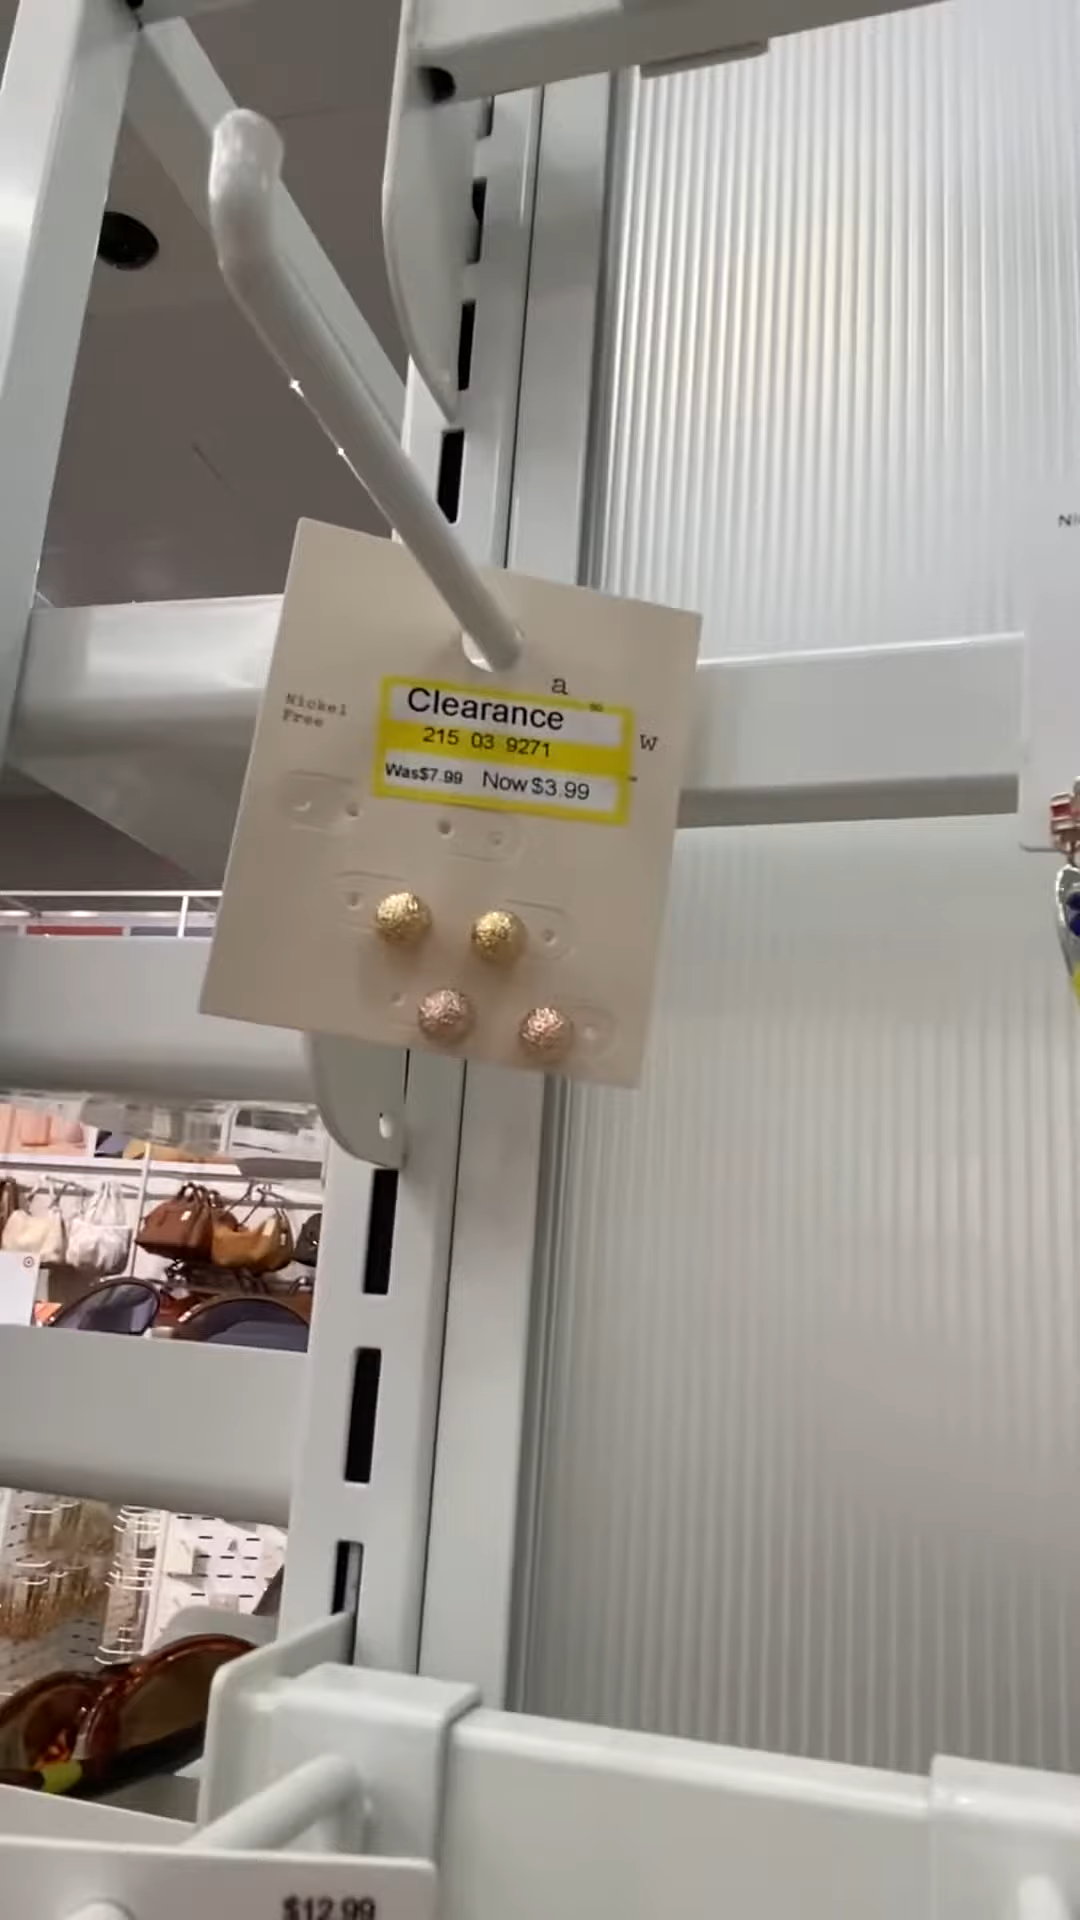 a
Nickel
Free
Clearance
w
215 03 9271
Was$7.99 Now $3.99
$12.99